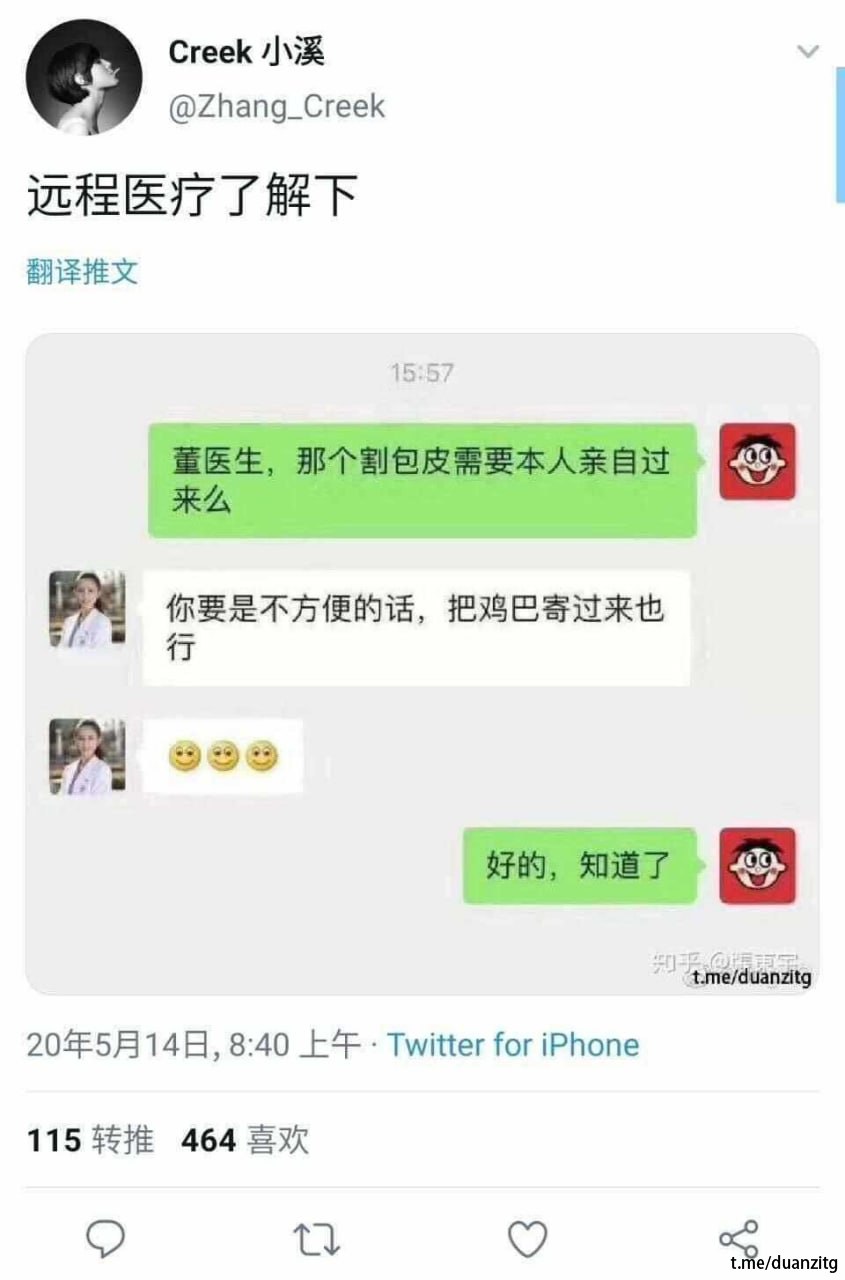 Creek 小溪
@Zhang_Creek
远程医疗了解下
翻译推文
15:57
董医生，那个割包皮需要本人亲自过
来么
你要是不方便的话，把鸡巴寄过来也
行
好的，知道了
知乎
t.me/duanzitg
20年5月14日, 8:40 上午 · Twitter for iPhone
115 转推 464 喜欢
t.me/duanzitg